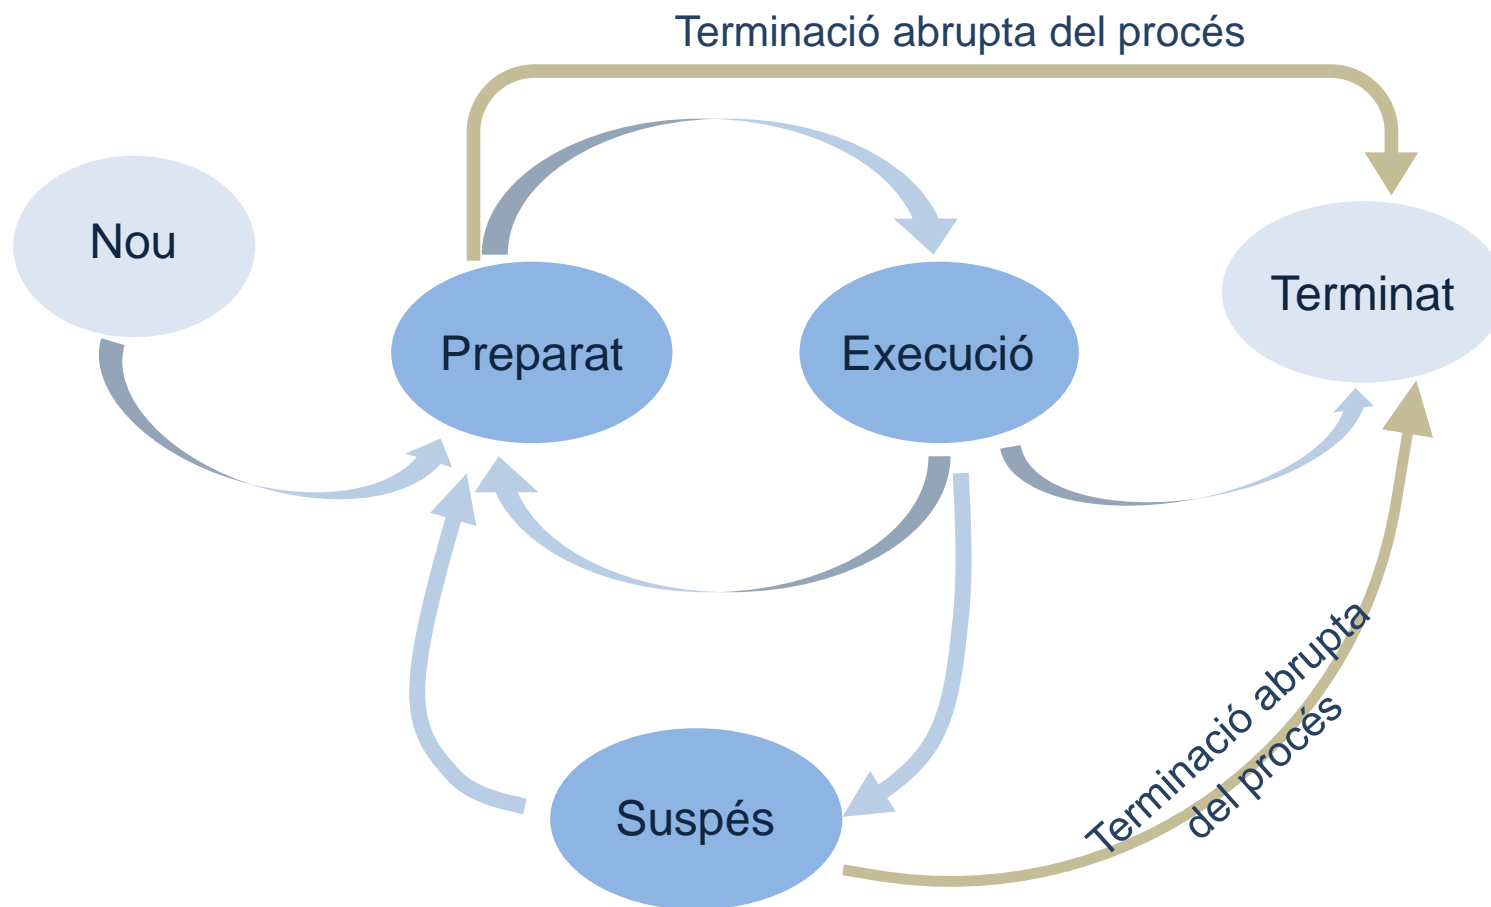 Terminació abrupta del procés
Nou
Preparat
Execució
Terminat
Suspés
Terminació abrupta
del procés